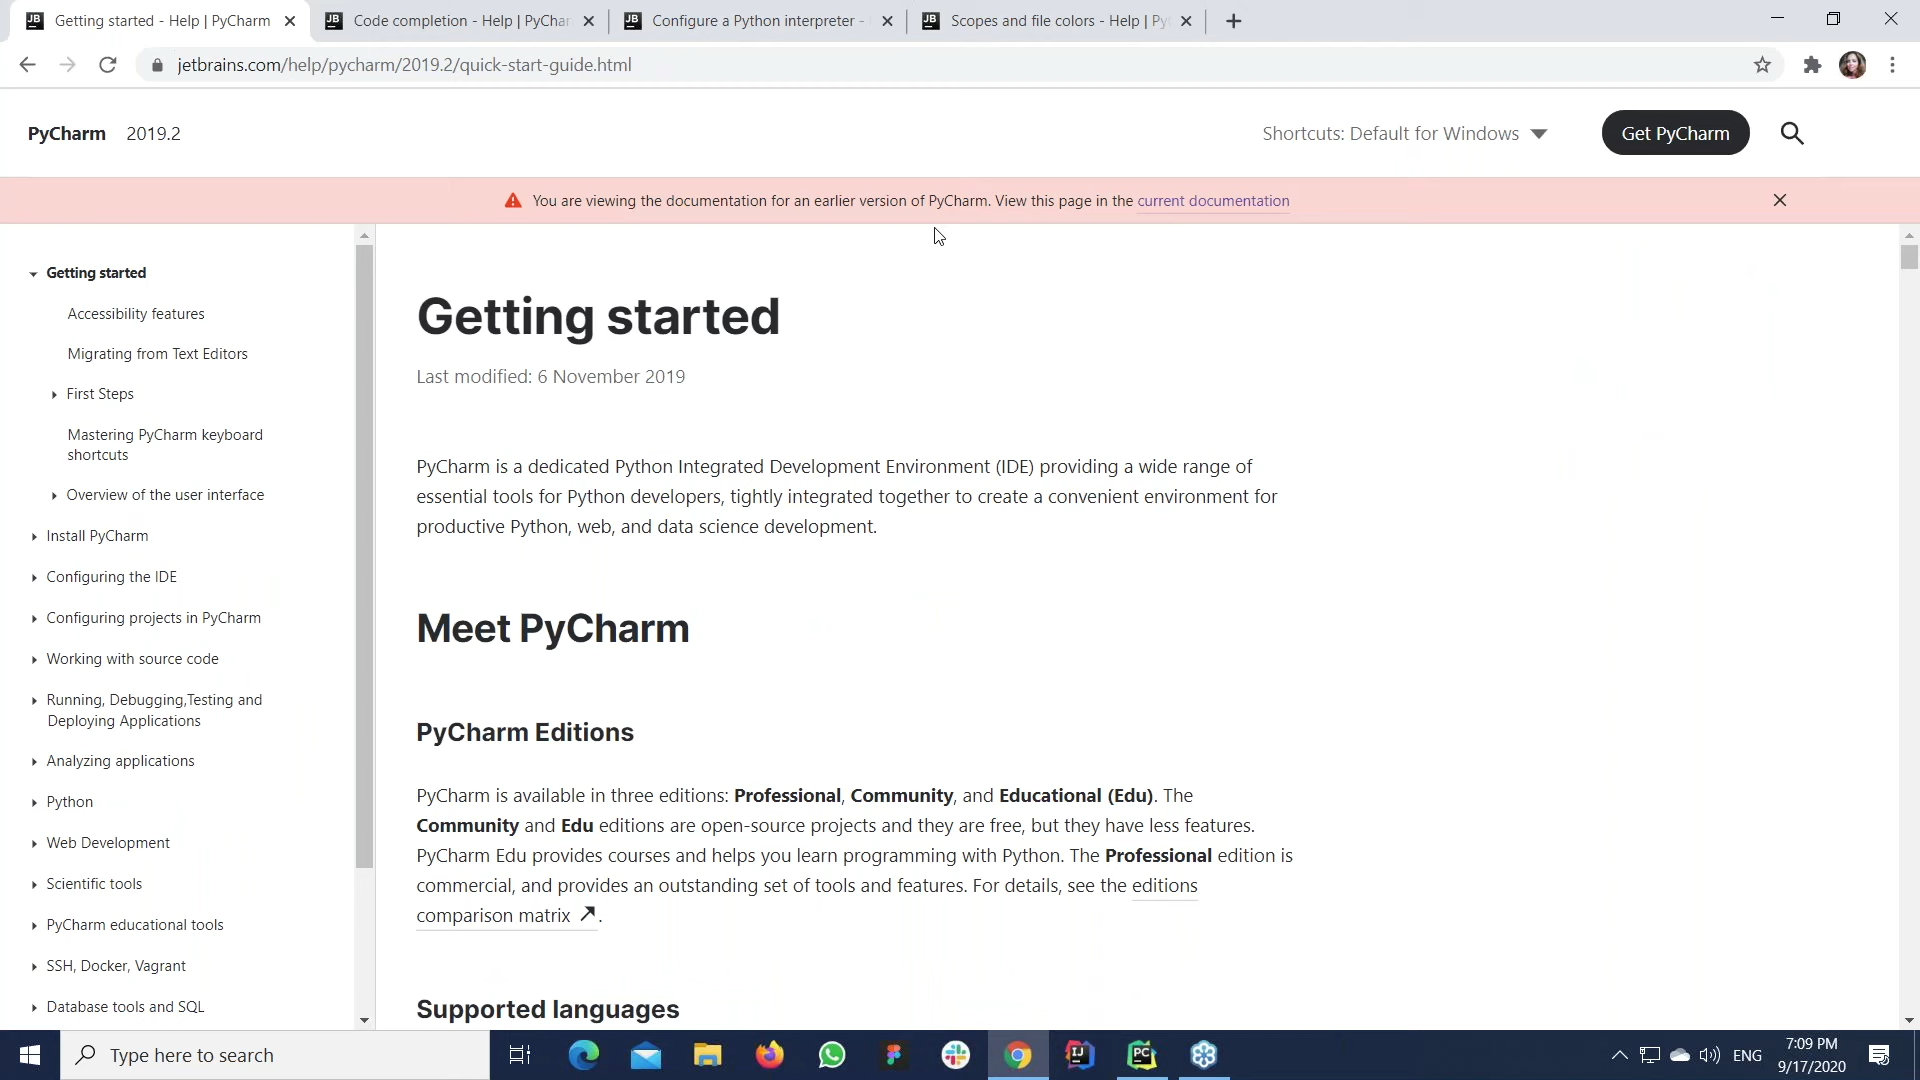 Getting started - Help | PyCharm
Code completion - Help | PyChar
Configure a Python interpreter -
Scopes and file colors - Help | Py
jetbrains.com/help/pycharm/2019.2/quick-start-guide.html
PyCharm 2019.2
Shortcuts: Default for Windows
Get PyCharm
You are viewing the documentation for an earlier version of PyCharm. View this page in the current documentation
Getting started
Accessibility features
Migrating from Text Editors
First Steps
Mastering PyCharm keyboard
shortcuts
Overview of the user interface
Install PyCharm
Configuring the IDE
Configuring projects in PyCharm
Working with source code
Running, Debugging,Testing and
Deploying Applications
Analyzing applications
Python
Web Development
Scientific tools
PyCharm educational tools
SSH, Docker, Vagrant
Database tools and SQL
Getting started
Last modified: 6 November 2019
PyCharm is a dedicated Python Integrated Development Environment (IDE) providing a wide range of
essential tools for Python developers, tightly integrated together to create a convenient environment for
productive Python, web, and data science development.
Meet PyCharm
PyCharm Editions
PyCharm is available in three editions: Professional, Community, and Educational (Edu). The
Community and Edu editions are open-source projects and they are free, but they have less features.
PyCharm Edu provides courses and helps you learn programming with Python. The Professional edition is
commercial, and provides an outstanding set of tools and features. For details, see the editions
comparison matrix.
Supported languages
Type here to search
ENG
7:09 PM
9/17/2020